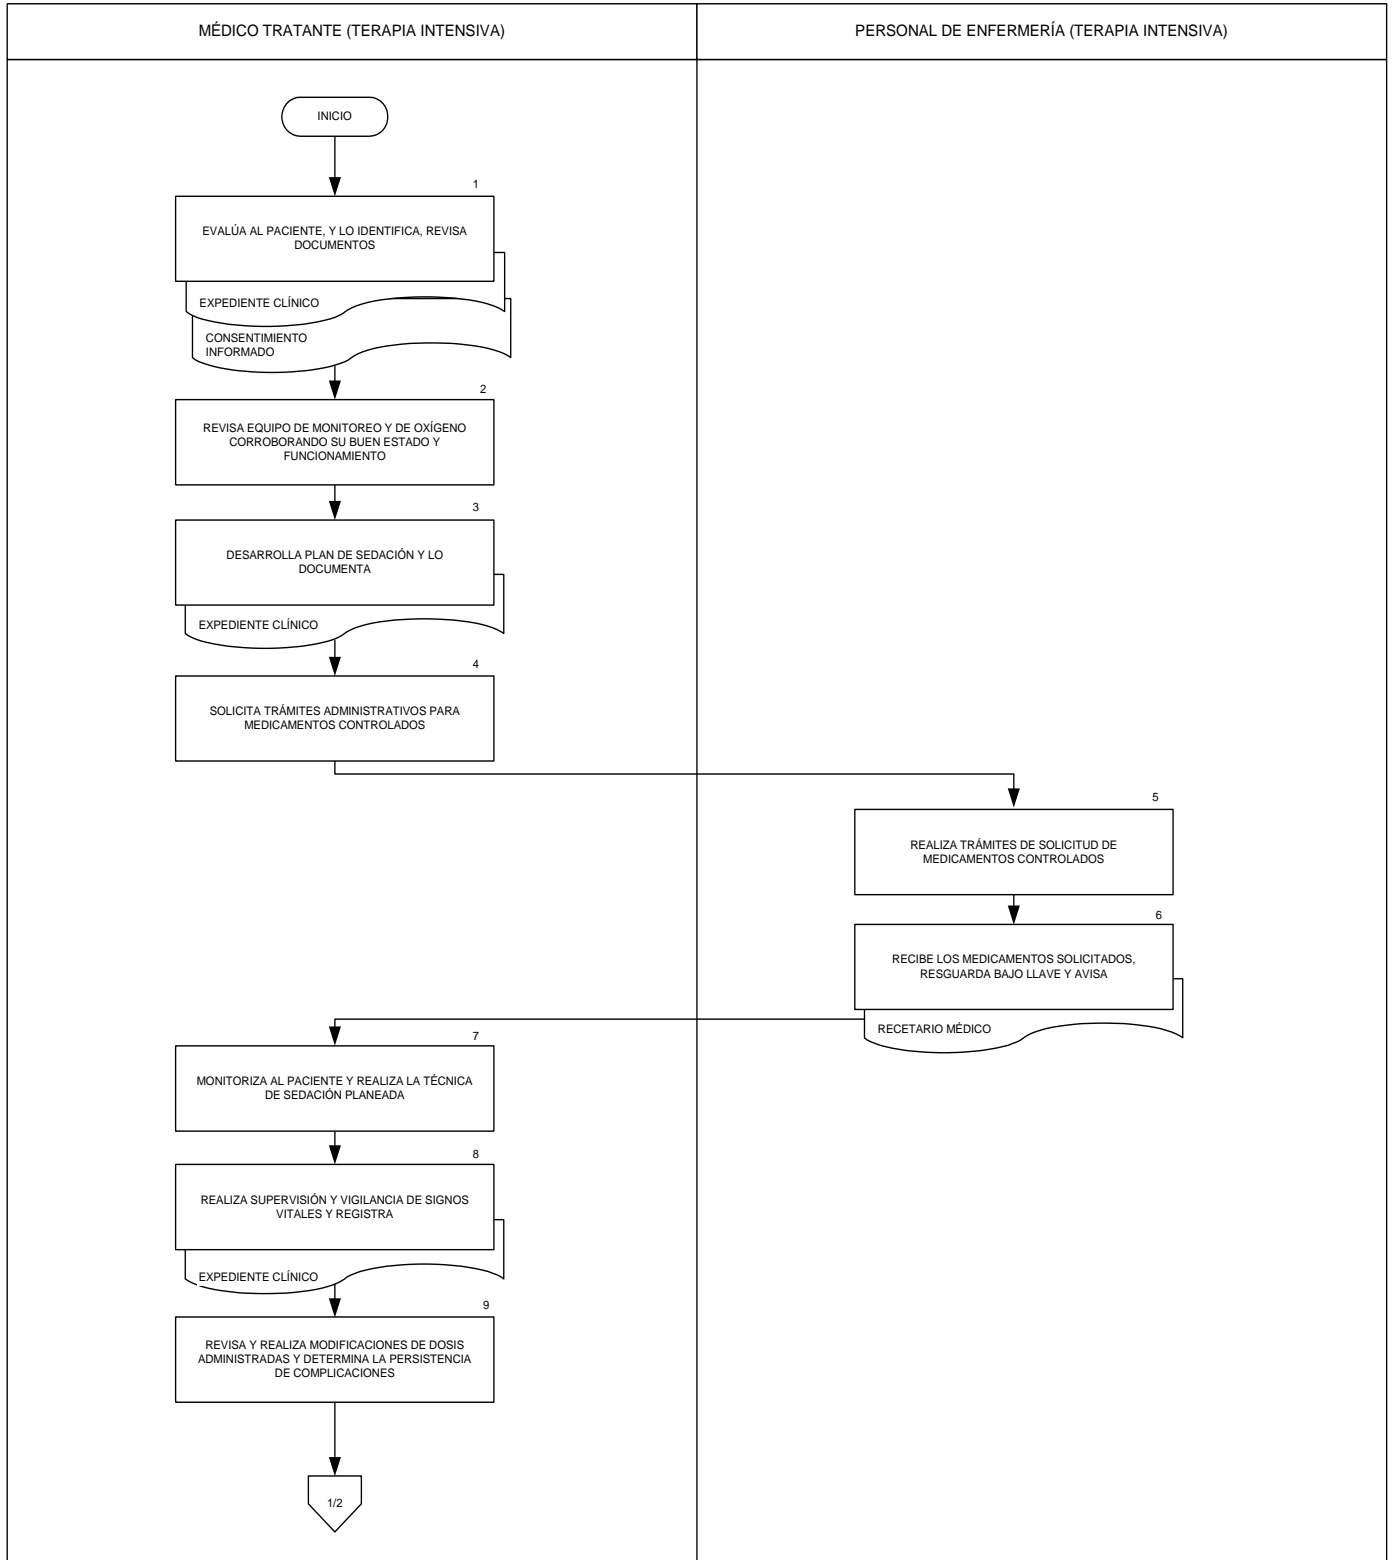 MÉDICO TRATANTE (TERAPIA INTENSIVA)
PERSONAL DE ENFERMERÍA (TERAPIA INTENSIVA)
INICIO
1
EVALÚA AL PACIENTE, Y LO IDENTIFICA, REVISA
DOCUMENTOS
EXPEDIENTE CLÍNICO
CONSENTIMIENTO
INFORMADO
2
REVISA EQUIPO DE MONITOREO Y DE OXÍGENO
CORROBORANDO SU BUEN ESTADO Y
FUNCIONAMIENTO
3
DESARROLLA PLAN DE SEDACIÓN Y LO
DOCUMENTA
EXPEDIENTE CLÍNICO
4
SOLICITA TRÁMITES ADMINISTRATIVOS PARA
MEDICAMENTOS CONTROLADOS
5
REALIZA TRÁMITES DE SOLICITUD DE
MEDICAMENTOS CONTROLADOS
6
RECIBE LOS MEDICAMENTOS SOLICITADOS,
RESGUARDA BAJO LLAVE Y AVISA
RECETARIO MÉDICO
7
MONITORIZA AL PACIENTE Y REALIZA LA TÉCNICA
DE SEDACIÓN PLANEADA
8
REALIZA SUPERVISIÓN Y VIGILANCIA DE SIGNOS
VITALES Y REGISTRA
EXPEDIENTE CLÍNICO
9
REVISA Y REALIZA MODIFICACIONES DE DOSIS
ADMINISTRADAS Y DETERMINA LA PERSISTENCIA
DE COMPLICACIONES
1/2